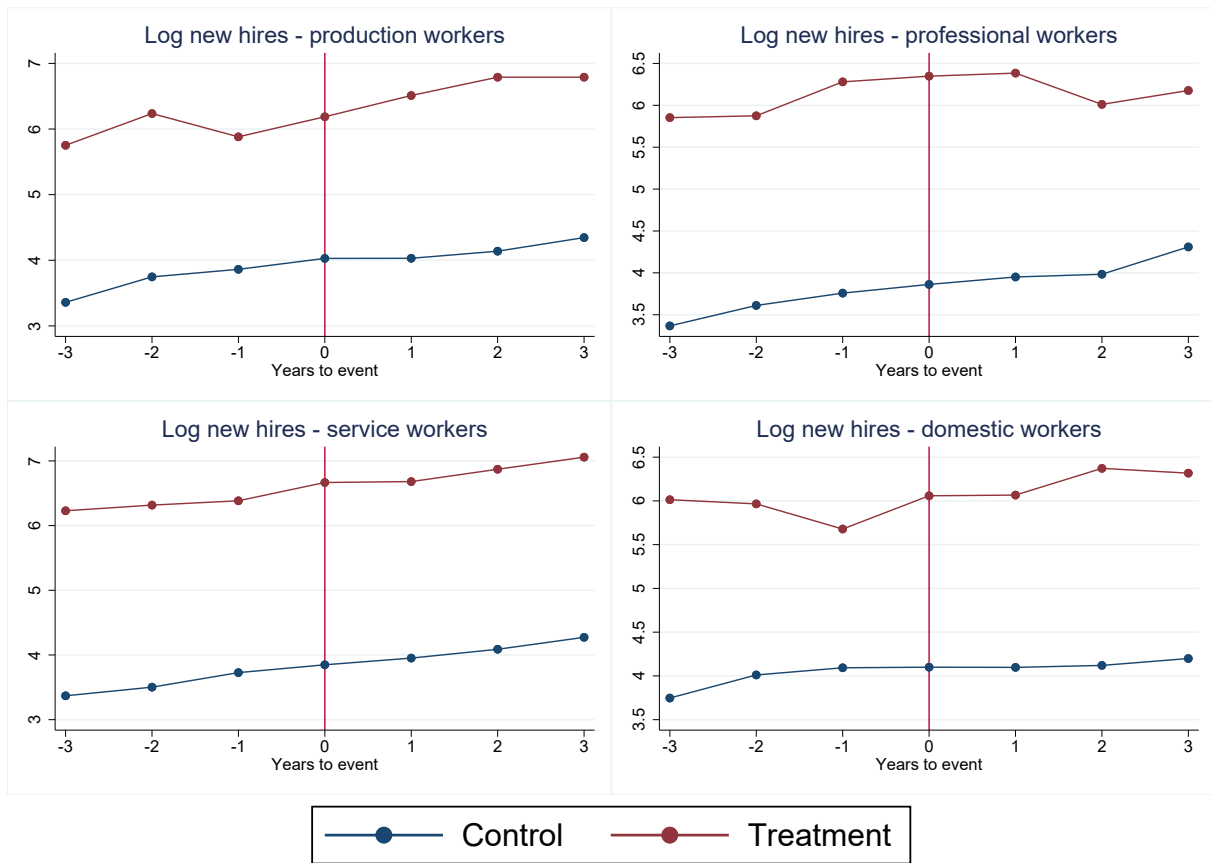 Log new hires - production workers
7
6
5
4
3
-3 -2 -1 0 1 2 3
Years to event
Log new hires - professional workers
6.5
6
5.5
5
4.5
4
3.5
-3 -2 -1 0 1 2 3
Years to event
Log new hires - service workers
7
6
5
4
3
-3 -2 -1 0 1 2 3
Years to event
Log new hires - domestic workers
6.5
6
5.5
5
4.5
4
3.5
-3 -2 -1 0 1 2 3
Years to event
Control Treatment